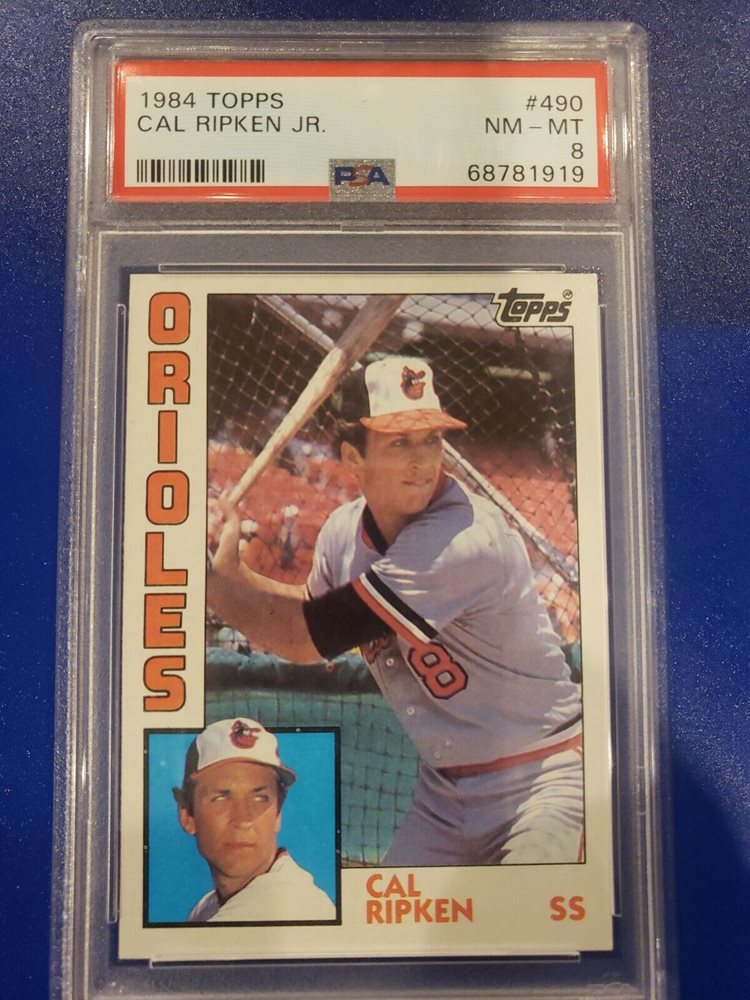 1984 TOPPS #490
CAL RIPKEN JR. NM - MT
8
PSA 68781919
ORIOLES
Topps
8
CAL
RIPKEN SS